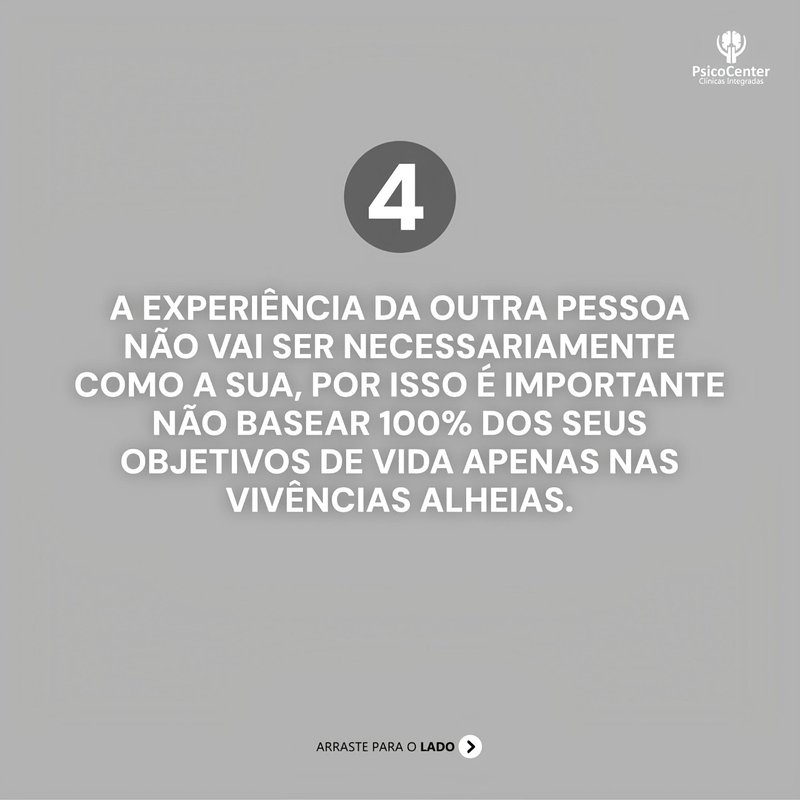 PsicoCenter
Clínicas Integradas
4
A EXPERIÊNCIA DA OUTRA PESSOA
NÃO VAI SER NECESSARIAMENTE
COMO A SUA, POR ISSO É IMPORTANTE
NÃO BASEAR 100% DOS SEUS
OBJETIVOS DE VIDA APENAS NAS
VIVÊNCIAS ALHEIAS.
ARRASTE PARA O LADO